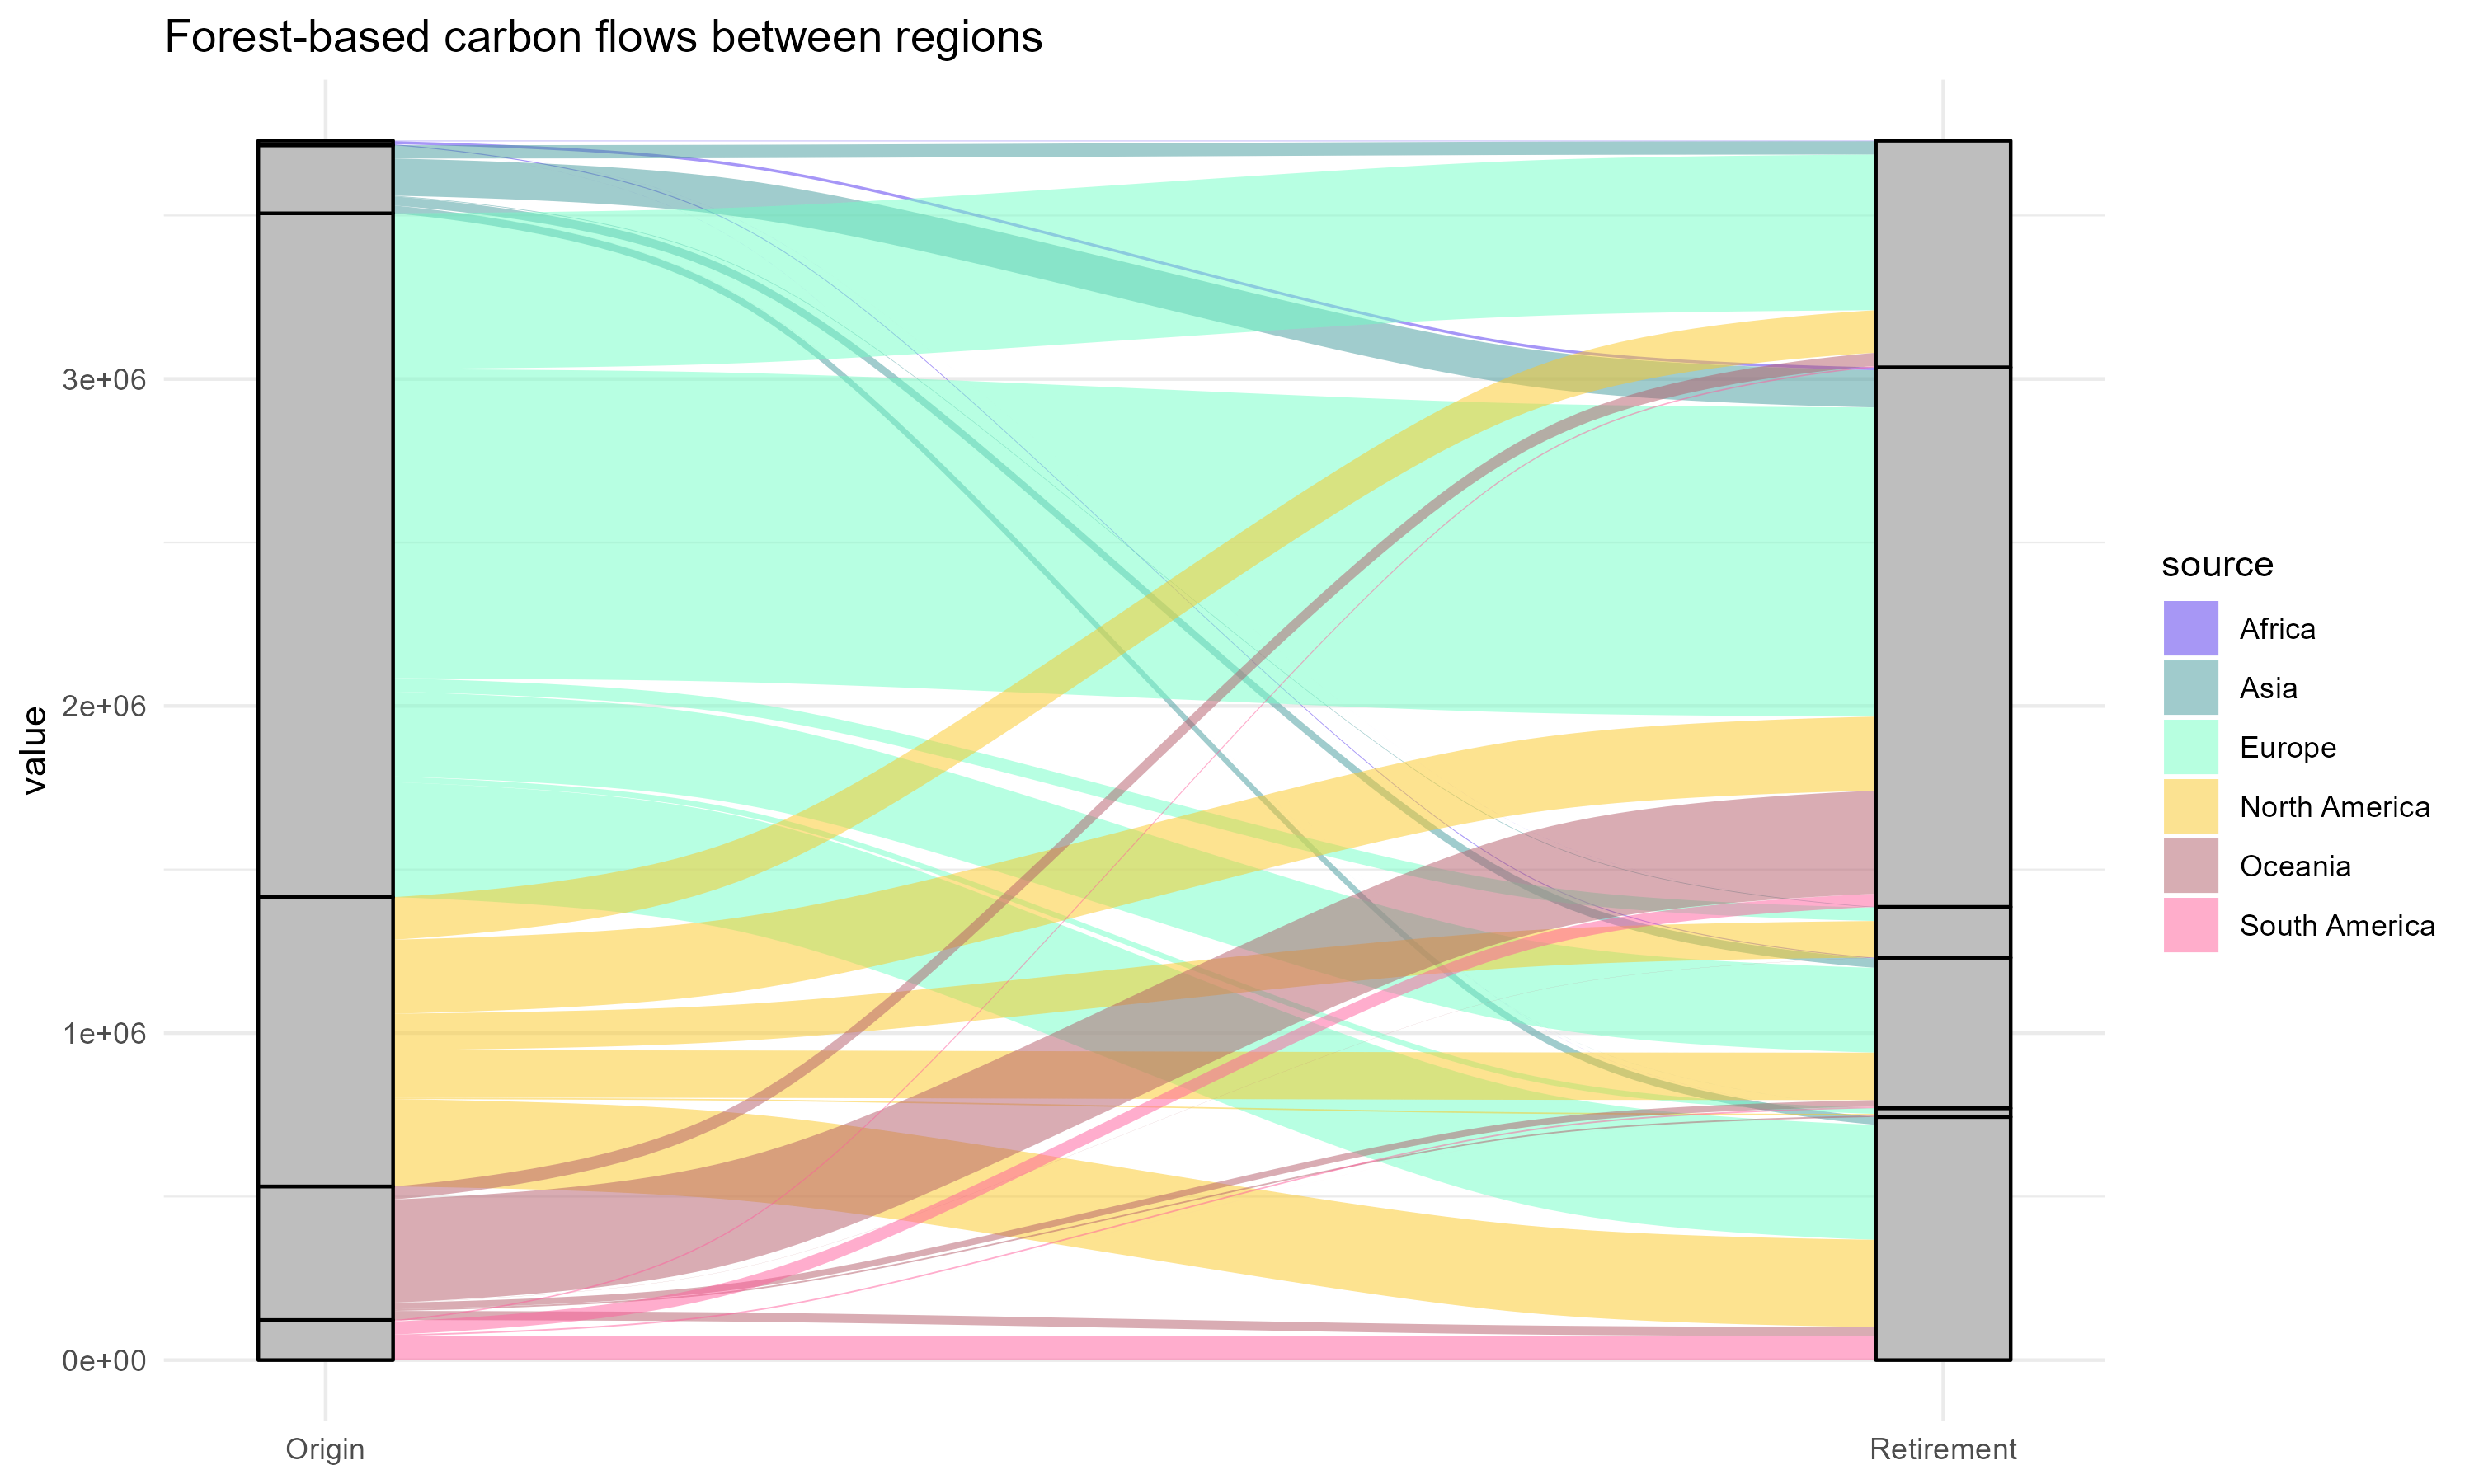 Forest-based carbon flows between regions
value
3e+06
2e+06
1e+06
0e+00
Origin
Retirement
source
Africa
Asia
Europe
North America
Oceania
South America